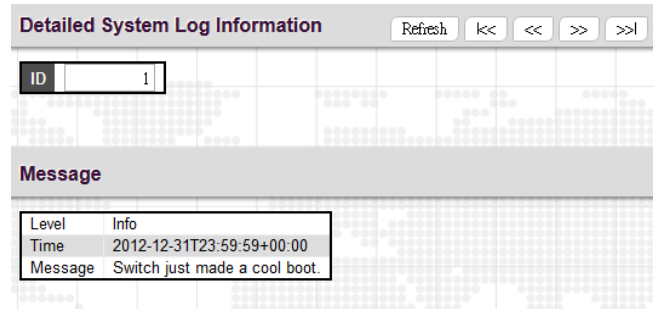 Detailed System Log Information Refresh |<< << >> >>|
ID 1
Message
Level Info
Time 2012-12-31T23:59:59+00:00
Message Switch just made a cool boot.